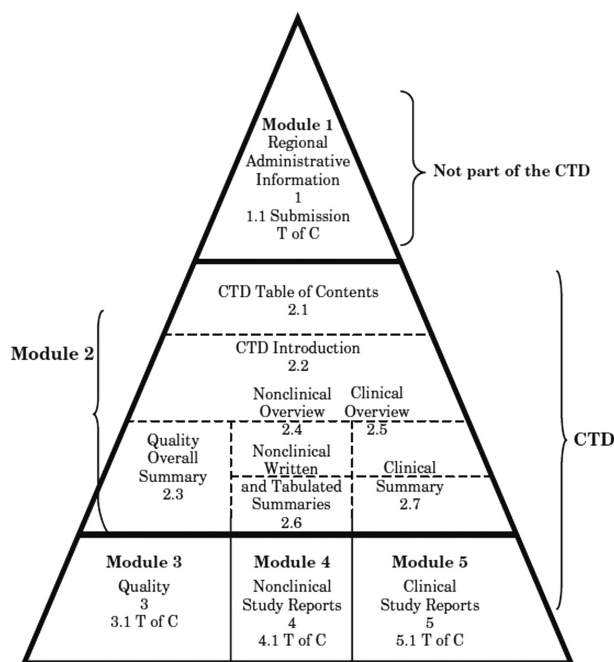 Module 1
Regional
Administrative
Information
1
1.1 Submission
T of C
Not part of the CTD
Module 2
CTD Table of Contents
2.1
CTD Introduction
2.2
Nonclinical
Overview
2.4
Clinical
Overview
2.5
Quality
Overall
Summary
2.3
Nonclinical
Written
and Tabulated
Summaries
2.6
Clinical
Summary
2.7
CTD
Module 3
Quality
3
3.1 T of C
Module 4
Nonclinical
Study Reports
4
4.1 T of C
Module 5
Clinical
Study Reports
5
5.1 T of C